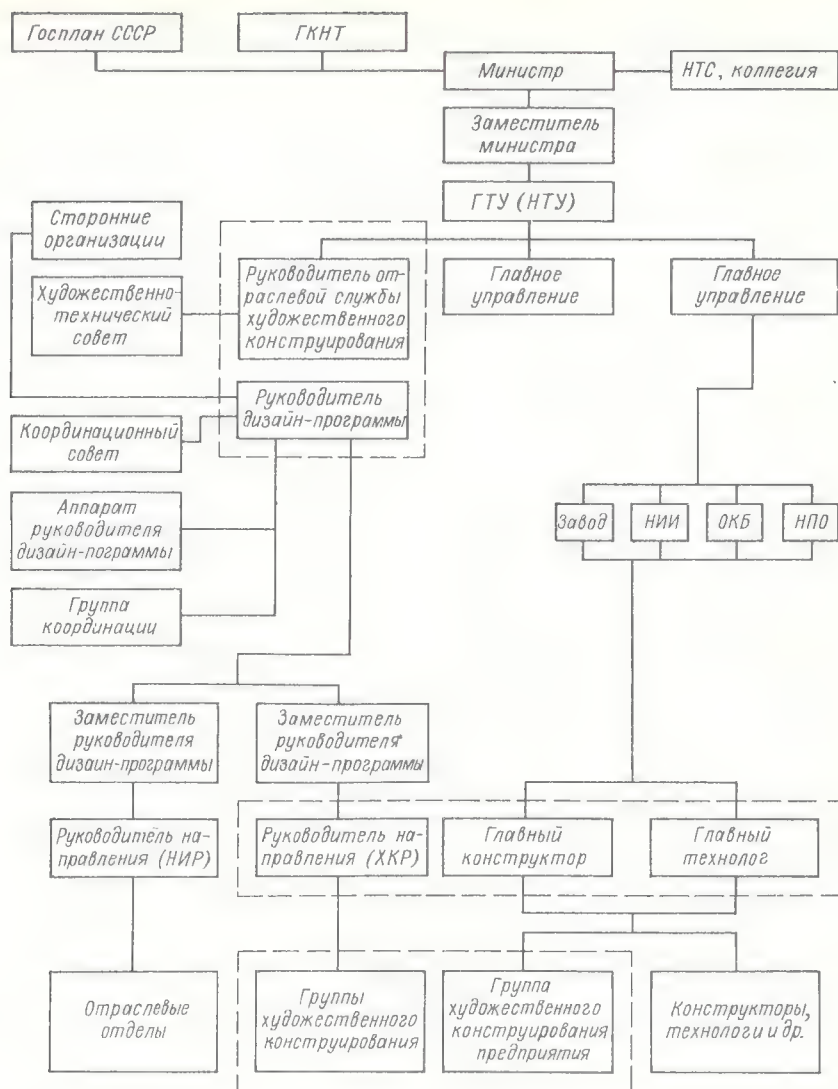 Госплан СССР
ГКНТ
Министр
НТС, коллегия
Заместитель
министра
ГТУ (НТУ)
Сторонние
организации
Художественно-
технический
совет
Руководитель от-
раслевой службы
художественного
конструирования
Главное
управление
Главное
управление
Руководитель
дизайн-программы
Координационный
совет
Аппарат
руководителя
дизайн-пограммы
Группа
координации
Завод
НИИ
ОКБ
НПО
Заместитель
руководителя
дизаин-программы
Заместитель
руководителя
дизайн-программы
Руководитель на-
правления (НИР)
Руководитель на-
правления (ХКР)
Главный
конструктор
Главный
технолог
Отраслевые
отделы
Группы
художественного
конструирования
Группа
художественного
конструирования
предприятия
Конструкторы,
технологи и др.